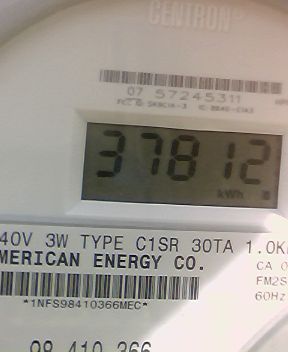 CENTRON®
07 57245311
37812
kWh
40V 3W TYPE C1SR 30TA 1.0K
MERICAN ENERGY CO.
CA 0
FM2S
60Hz
*1NFS98410366MEC*
98 410 366